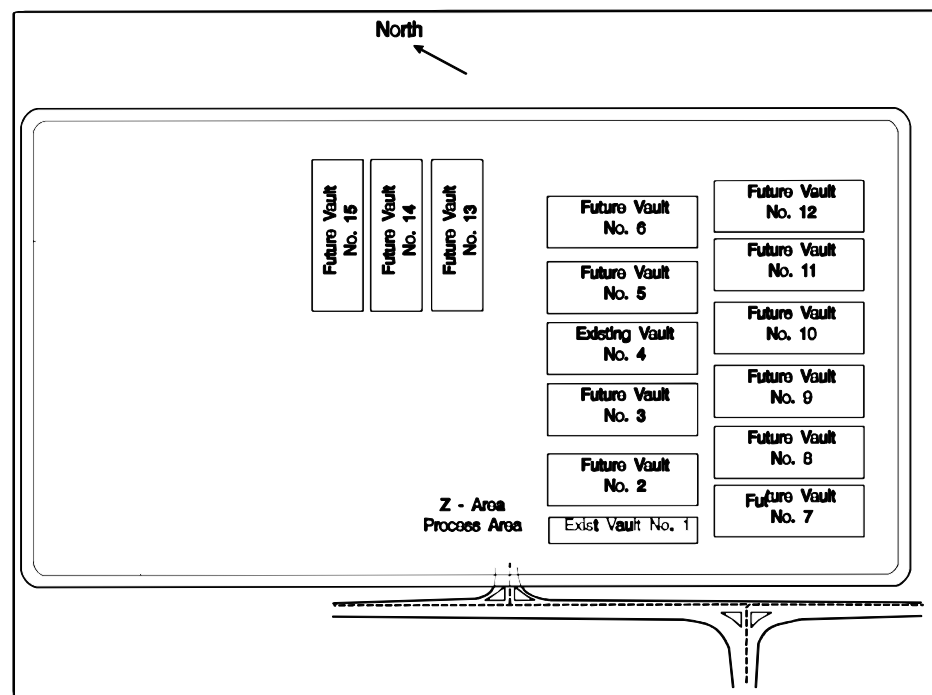 North
Future Vault
No. 15
Future Vault
No. 14
Future Vault
No. 13
Future Vault
No. 6
Future Vault
No. 5
Existing Vault
No. 4
Future Vault
No. 3
Future Vault
No. 2
Exist Vault No. 1
Future Vault
No. 12
Future Vault
No. 11
Future Vault
No. 10
Future Vault
No. 9
Future Vault
No. 8
Future Vault
No. 7
Z - Area
Process Area